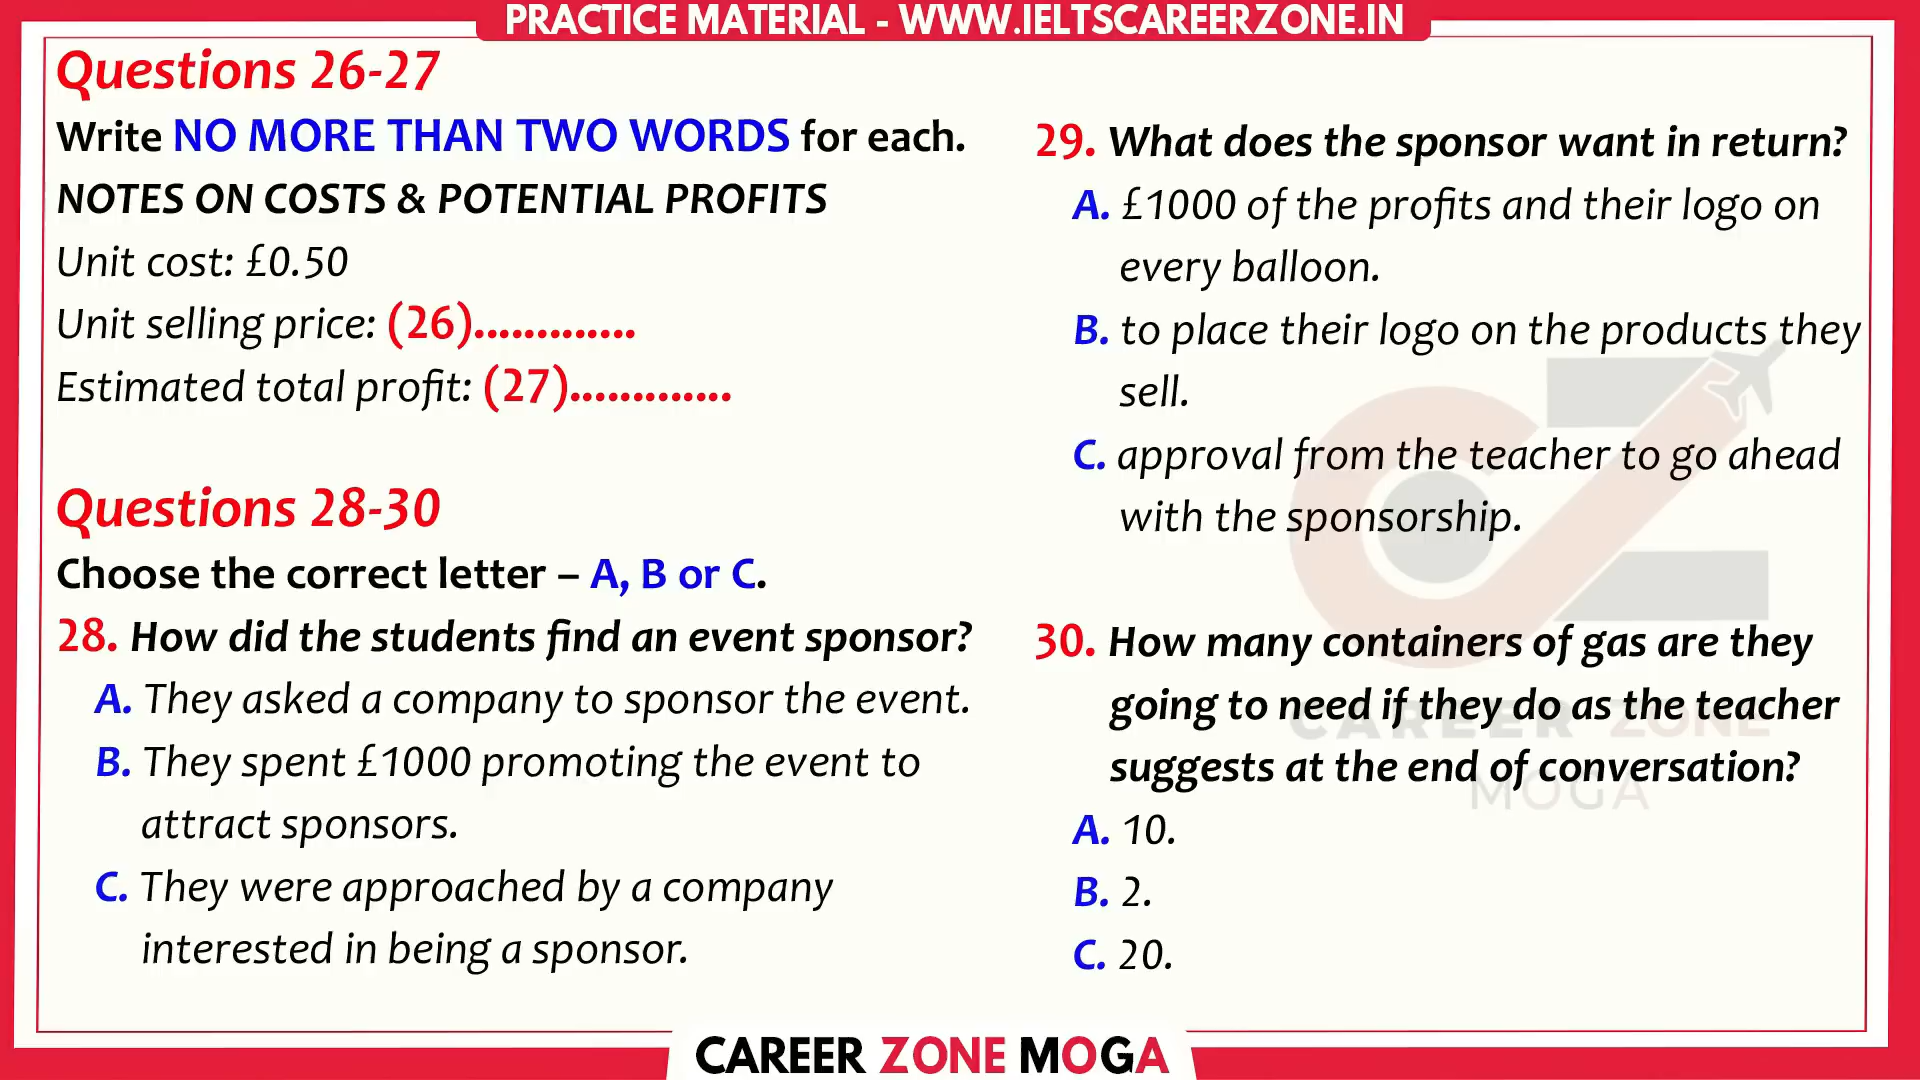 PRACTICE MATERIAL - WWW.IELTSCAREERZONE.IN
Questions 26-27
Write NO MORE THAN TWO WORDS for each.
NOTES ON COSTS & POTENTIAL PROFITS
Unit cost: £0.50
Unit selling price: (26).............
Estimated total profit: (27).............
Questions 28-30
Choose the correct letter – A, B or C.
28. How did the students find an event sponsor?
A. They asked a company to sponsor the event.
B. They spent £1000 promoting the event to
attract sponsors.
C. They were approached by a company
interested in being a sponsor.
29. What does the sponsor want in return?
A. £1000 of the profits and their logo on
every balloon.
B. to place their logo on the products they
sell.
C. approval from the teacher to go ahead
with the sponsorship.
30. How many containers of gas are they
going to need if they do as the teacher
suggests at the end of conversation?
A. 10.
B. 2.
C. 20.
CAREER ZONE
MOGA
CAREER ZONE MOGA